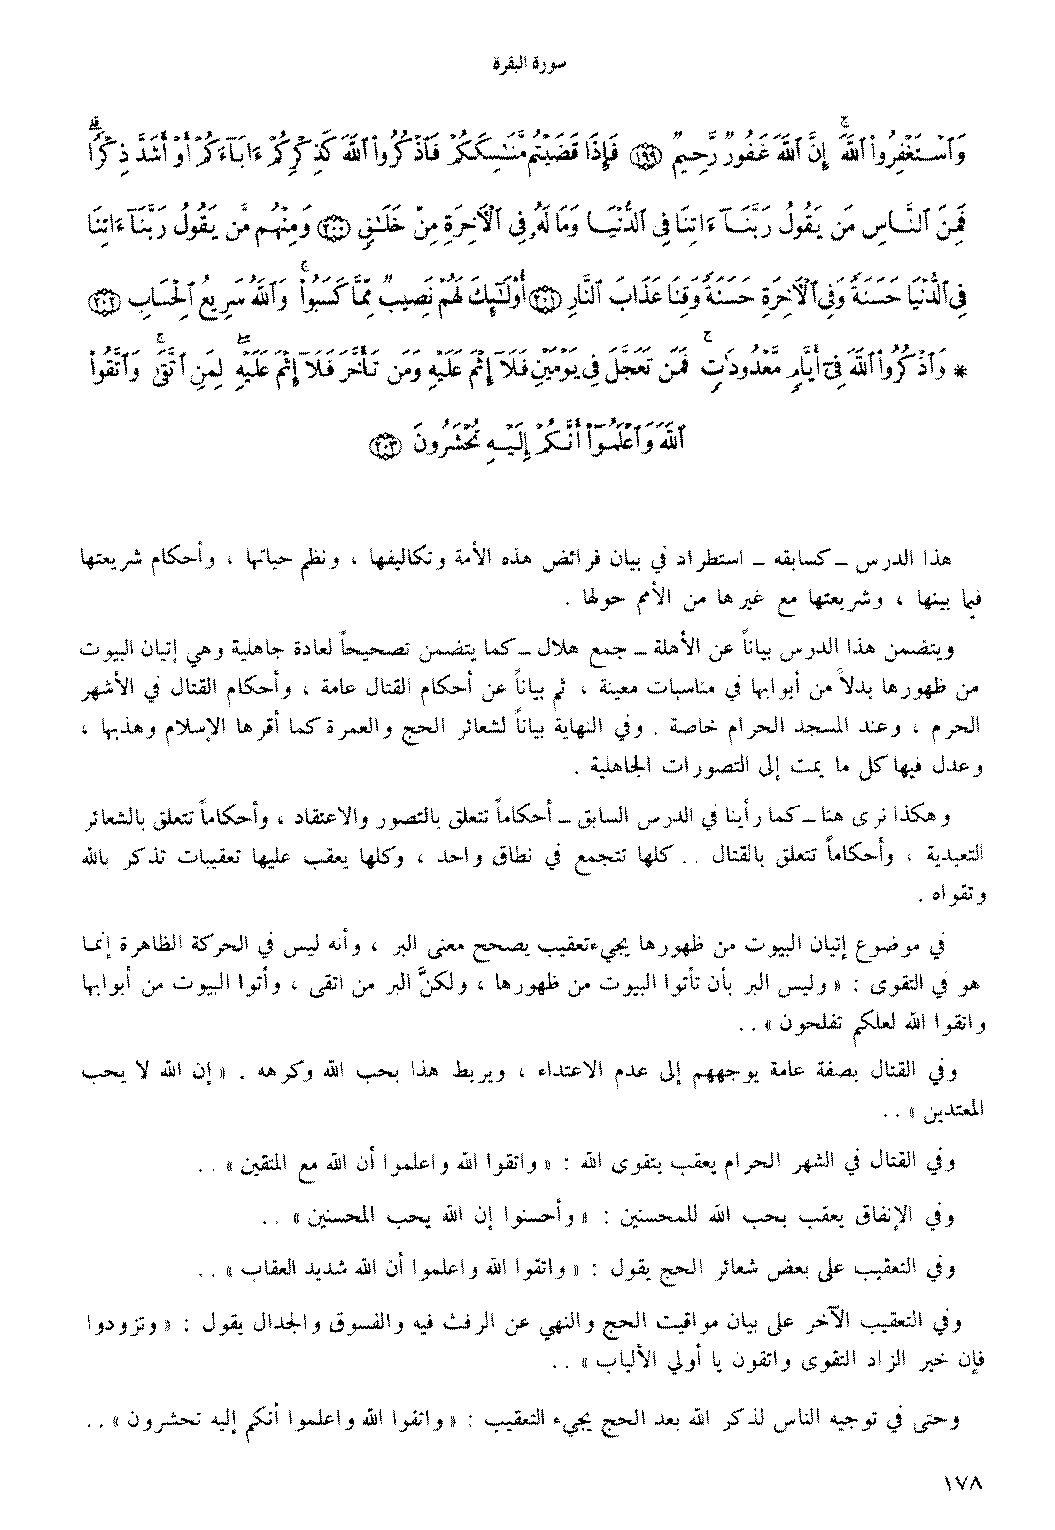 سورة البقرة
وَٱسْتَغْفِرُوا۟ ٱللَّهَ ۚ إِنَّ ٱللَّهَ غَفُورٌ رَّحِيمٌ ﴿١٩٩﴾ فَإِذَا قَضَيْتُم مَّنَـٰسِكَكُمْ فَٱذْكُرُوا۟ ٱللَّهَ كَذِكْرِكُمْ ءَابَآءَكُمْ أَوْ أَشَدَّ ذِكْرًا ۗ
فَمِنَ ٱلنَّاسِ مَن يَقُولُ رَبَّنَآ ءَاتِنَا فِى ٱلدُّنْيَا وَمَا لَهُۥ فِى ٱلْـَٔاخِرَةِ مِنْ خَلَـٰقٍ ﴿٢٠٠﴾ وَمِنْهُم مَّن يَقُولُ رَبَّنَآ ءَاتِنَا
فِى ٱلدُّنْيَا حَسَنَةً وَفِى ٱلْـَٔاخِرَةِ حَسَنَةً وَقِنَا عَذَابَ ٱلنَّارِ ﴿٢٠١﴾ أُو۟لَـٰٓئِكَ لَهُمْ نَصِيبٌ مِّمَّا كَسَبُوا۟ ۚ وَٱللَّهُ سَرِيعُ ٱلْحِسَابِ ﴿٢٠٢﴾
* وَٱذْكُرُوا۟ ٱللَّهَ فِىٓ أَيَّامٍ مَّعْدُودَٰتٍ ۚ فَمَن تَعَجَّلَ فِى يَوْمَيْنِ فَلَآ إِثْمَ عَلَيْهِ وَمَن تَأَخَّرَ فَلَآ إِثْمَ عَلَيْهِ ۖ لِمَنِ ٱتَّقَىٰ ۗ وَٱتَّقُوا۟
ٱللَّهَ وَٱعْلَمُوٓا۟ أَنَّكُمْ إِلَيْهِ تُحْشَرُونَ ﴿٢٠٣﴾
هذا الدرس – كسابقه – استطراد في بيان فرائض هذه الأمة وتكاليفها ، ونظم حياتها ، وأحكام شريعتها
فيما بينها ، وشريعتها مع غيرها من الأمم حولها .
ويتضمن هذا الدرس بياناً عن الأهلة – جمع هلال – كما يتضمن تصحيحاً لعادة جاهلية وهي إتيان البيوت
من ظهورها بدلاً من أبوابها في مناسبات معينة ، ثم بياناً عن أحكام القتال عامة ، وأحكام القتال في الأشهر
الحرم ، وعند المسجد الحرام خاصة . وفي النهاية بياناً لشعائر الحج والعمرة كما أقرها الإسلام وهذبها ،
وعدل فيها كل ما يمت إلى التصورات الجاهلية .
وهكذا نرى هنا – كما رأينا في الدرس السابق – أحكاماً تتعلق بالتصور والاعتقاد ، وأحكاماً تتعلق بالشعائر
التعبدية ، وأحكاماً تتعلق بالقتال .. كلها تتجمع في نطاق واحد ، وكلها يعقب عليها تعقيبات تذكر بالله
وتقواه .
في موضوع إتيان البيوت من ظهورها يجيء تعقيب يصحح معنى البر ، وأنه ليس في الحركة الظاهرة إنما
هو في التقوى : « وليس البر بأن تأتوا البيوت من ظهورها ، ولكنَّ البر من اتقى ، وأتوا البيوت من أبوابها
واتقوا الله لعلكم تفلحون » ..
وفي القتال بصفة عامة يوجههم إلى عدم الاعتداء ، ويربط هذا بحب الله وكرهه . « إن الله لا يحب
المعتدين » ..
وفي القتال في الشهر الحرام يعقب بتقوى الله : « واتقوا الله واعلموا أن الله مع المتقين » ..
وفي الإنفاق يعقب بحب الله للمحسنين : « وأحسنوا إن الله يحب المحسنين » ..
وفي التعقيب على بعض شعائر الحج يقول : « واتقوا الله واعلموا أن الله شديد العقاب » ..
وفي التعقيب الآخر على بيان مواقيت الحج والنهي عن الرفث فيه والفسوق والجدال يقول : « وتزودوا
فإن خير الزاد التقوى واتقون يا أولي الألباب » ..
وحتى في توجيه الناس لذكر الله بعد الحج يجيء التعقيب : « واتقوا الله واعلموا أنكم إليه تحشرون » ..
١٧٨